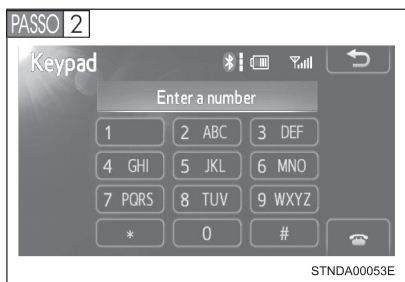 PASSO 2
Keypad
Enter a number
1 2 ABC 3 DEF
4 GHI 5 JKL 6 MNO
7 PQRS 8 TUV 9 WXYZ
* 0 #
STNDA00053E